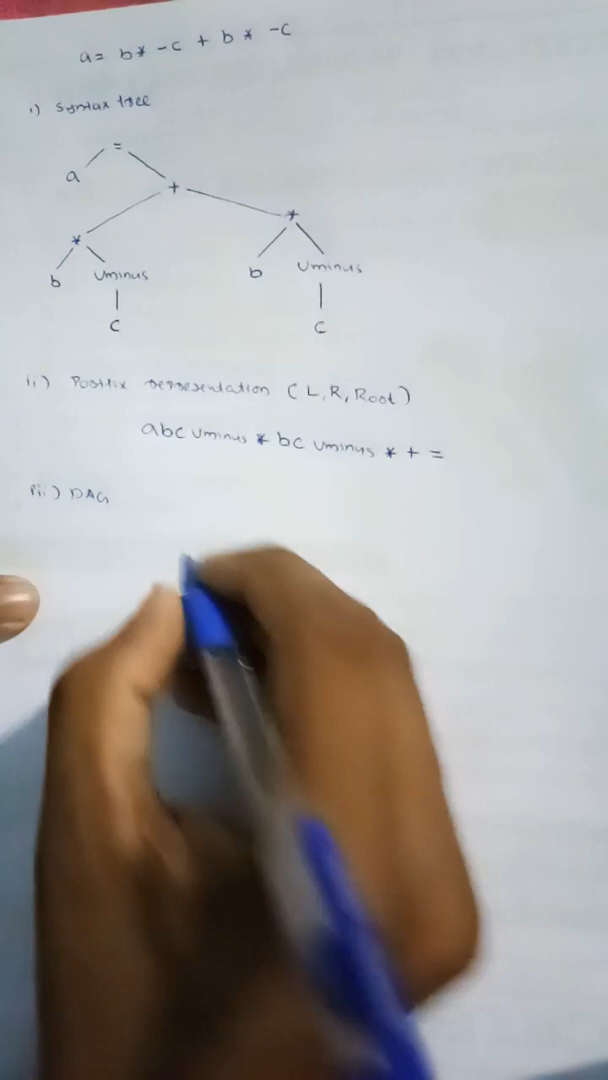 a = b * -c + b * -c
i) Syntax tree
=
a
+
*
*
b uminus
b uminus
c
c
ii) Postfix representation (L, R, Root)
abc uminus * bc uminus * + =
iii) DAG